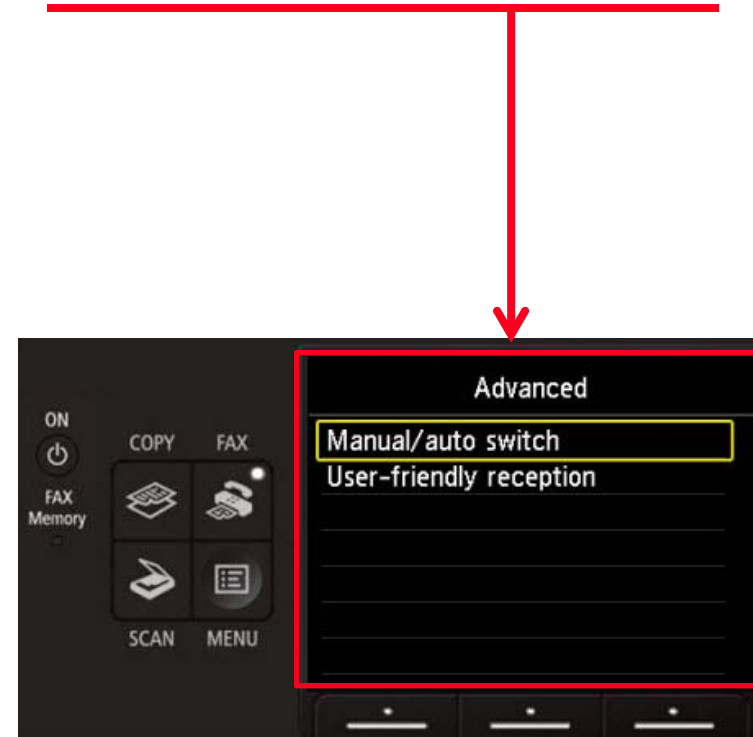 Advanced
ON
COPY FAX
Manual/auto switch
User-friendly reception
FAX
Memory
SCAN MENU